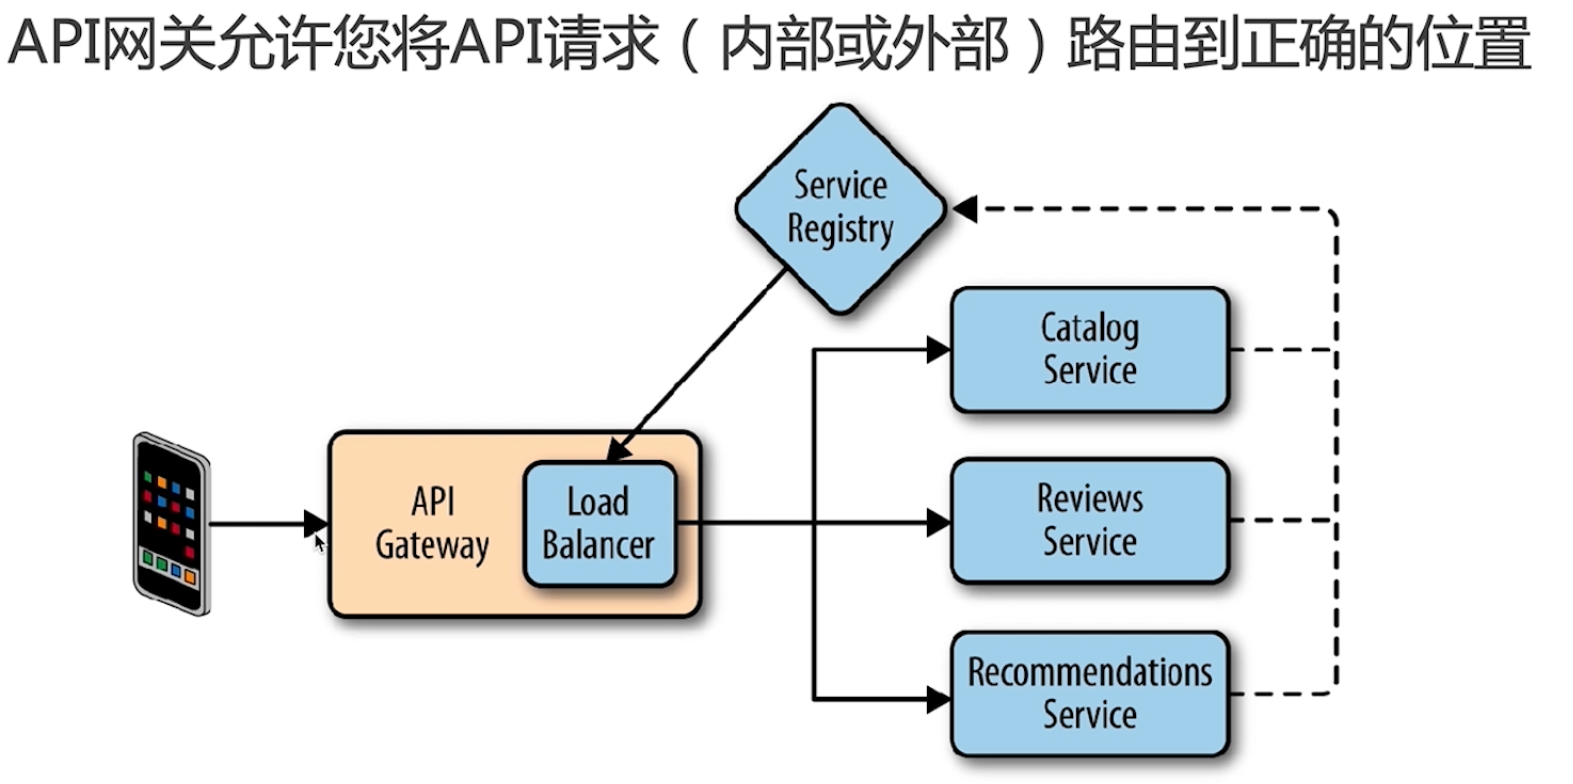 API网关允许您将API请求（内部或外部）路由到正确的位置
Service
Registry
Catalog
Service
API
Gateway
Load
Balancer
Reviews
Service
Recommendations
Service